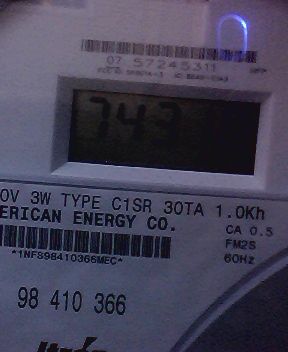 07 57245311
743
0V 3W TYPE C1SR 30TA 1.0Kh
ERICAN ENERGY CO.
CA 0.5
FM2S
*1NF898410366MEC*
60Hz
98 410 366